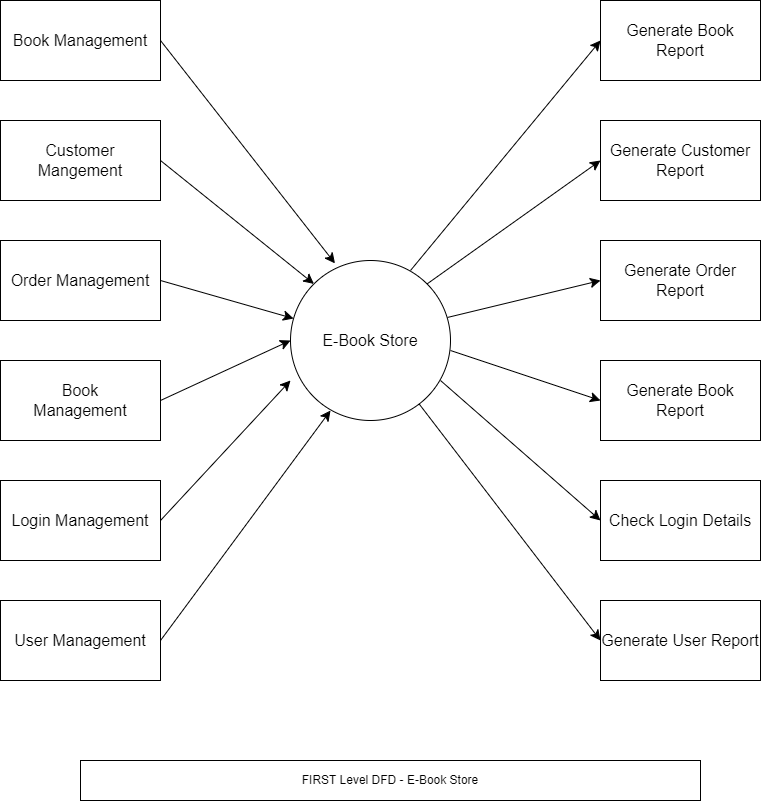 Book Management
Customer
Mangement
Order Management
Book
Management
Login Management
User Management
E-Book Store
Generate Book
Report
Generate Customer
Report
Generate Order
Report
Generate Book
Report
Check Login Details
Generate User Report
FIRST Level DFD - E-Book Store